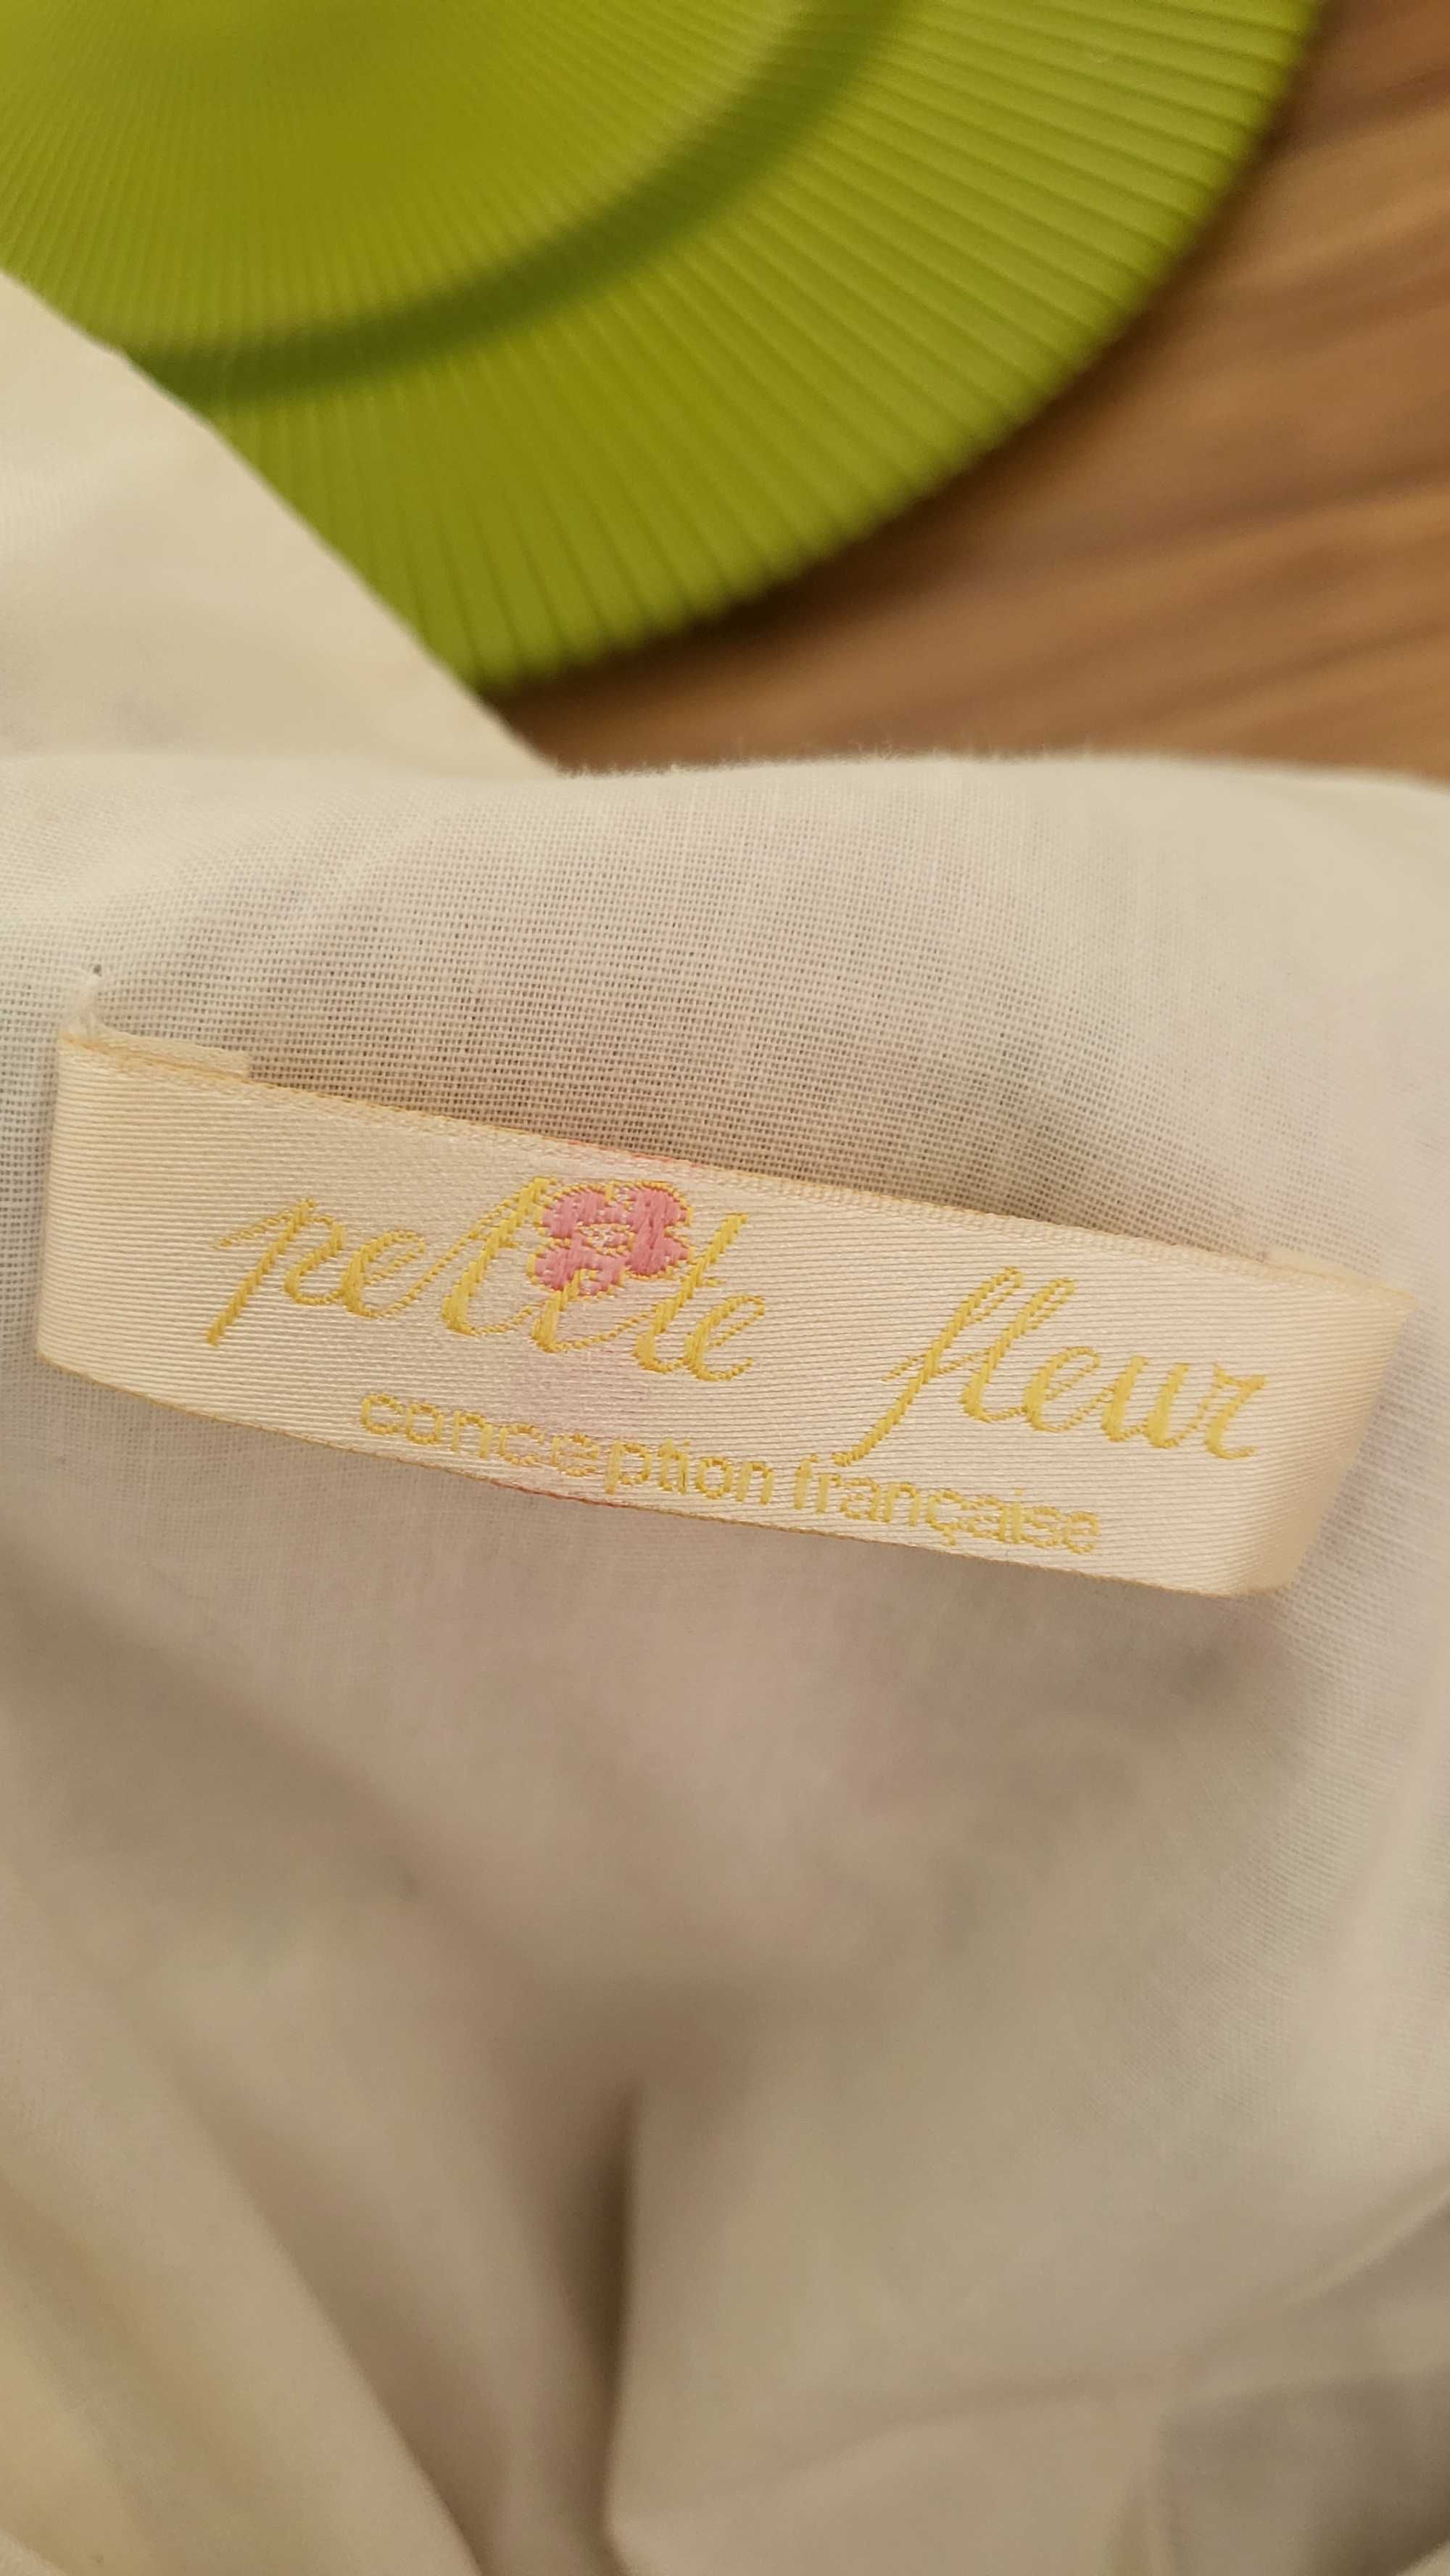 petite fleur
conception française